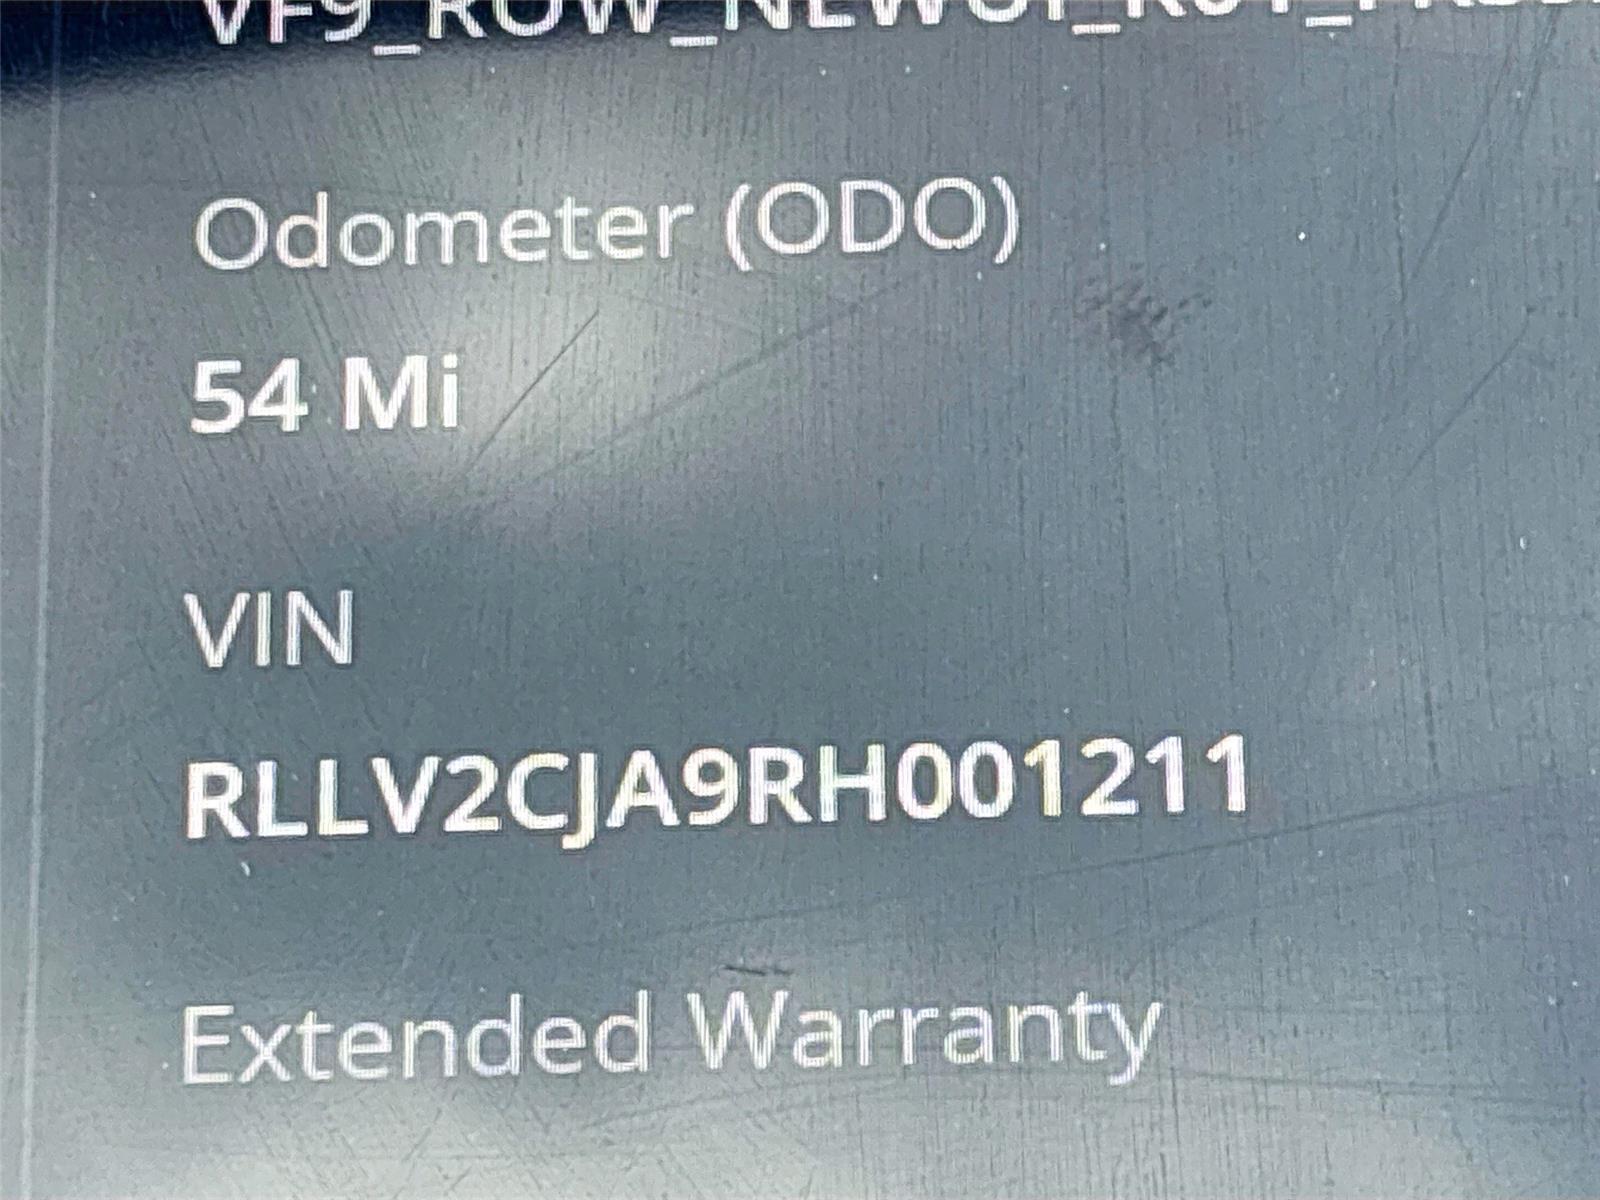 Odometer (ODO)
54 Mi
VIN
RLLV2CJA9RH001211
Extended Warranty